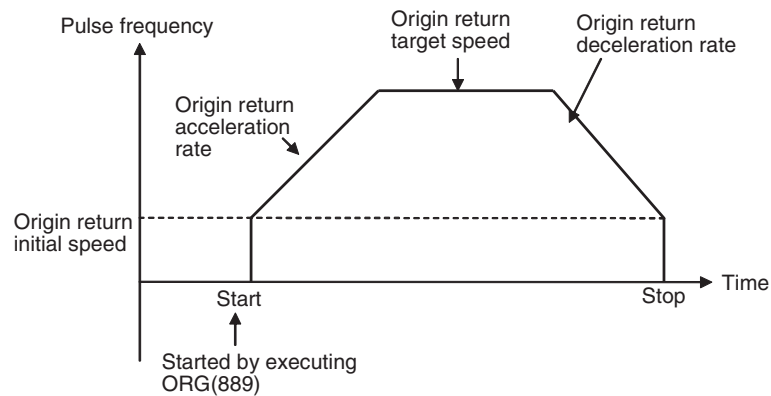 Pulse frequency
Origin return
target speed
Origin return
deceleration rate
Origin return
acceleration
rate
Origin return
initial speed
Start
Stop
Time
Started by executing
ORG(889)